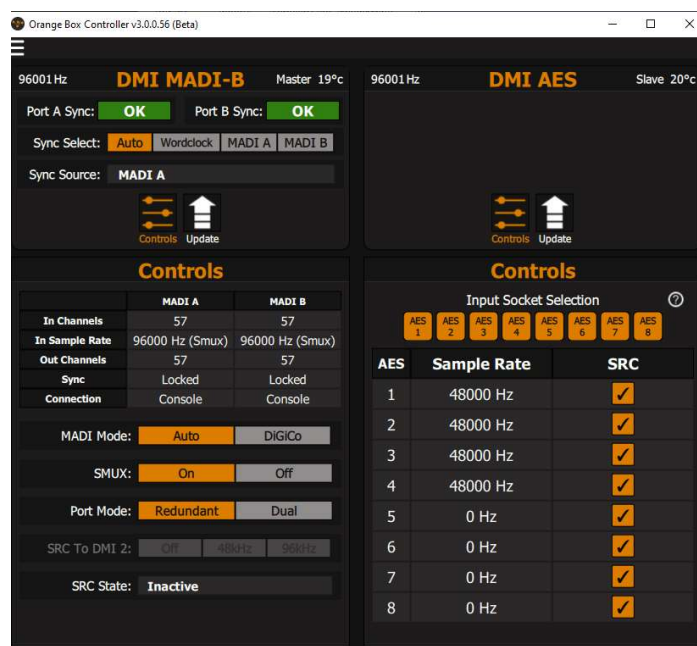 Orange Box Controller v3.0.0.56 (Beta)
96001 Hz DMI MADI-B Master 19°c
Port A Sync: OK Port B Sync: OK
Sync Select: Auto Wordclock MADI A MADI B
Sync Source: MADI A
Controls Update
Controls
MADI A MADI B
In Channels 57 57
In Sample Rate 96000 Hz (Smux) 96000 Hz (Smux)
Out Channels 57 57
Sync Locked Locked
Connection Console Console
MADI Mode: Auto DiGiCo
SMUX: On Off
Port Mode: Redundant Dual
SRC To DMI 2: Off 48kHz 96kHz
SRC State: Inactive
96001 Hz DMI AES Slave 20°c
Controls Update
Controls
Input Socket Selection ?
AES 1 AES 2 AES 3 AES 4 AES 5 AES 6 AES 7 AES 8
AES Sample Rate SRC
1 48000 Hz
2 48000 Hz
3 48000 Hz
4 48000 Hz
5 0 Hz
6 0 Hz
7 0 Hz
8 0 Hz